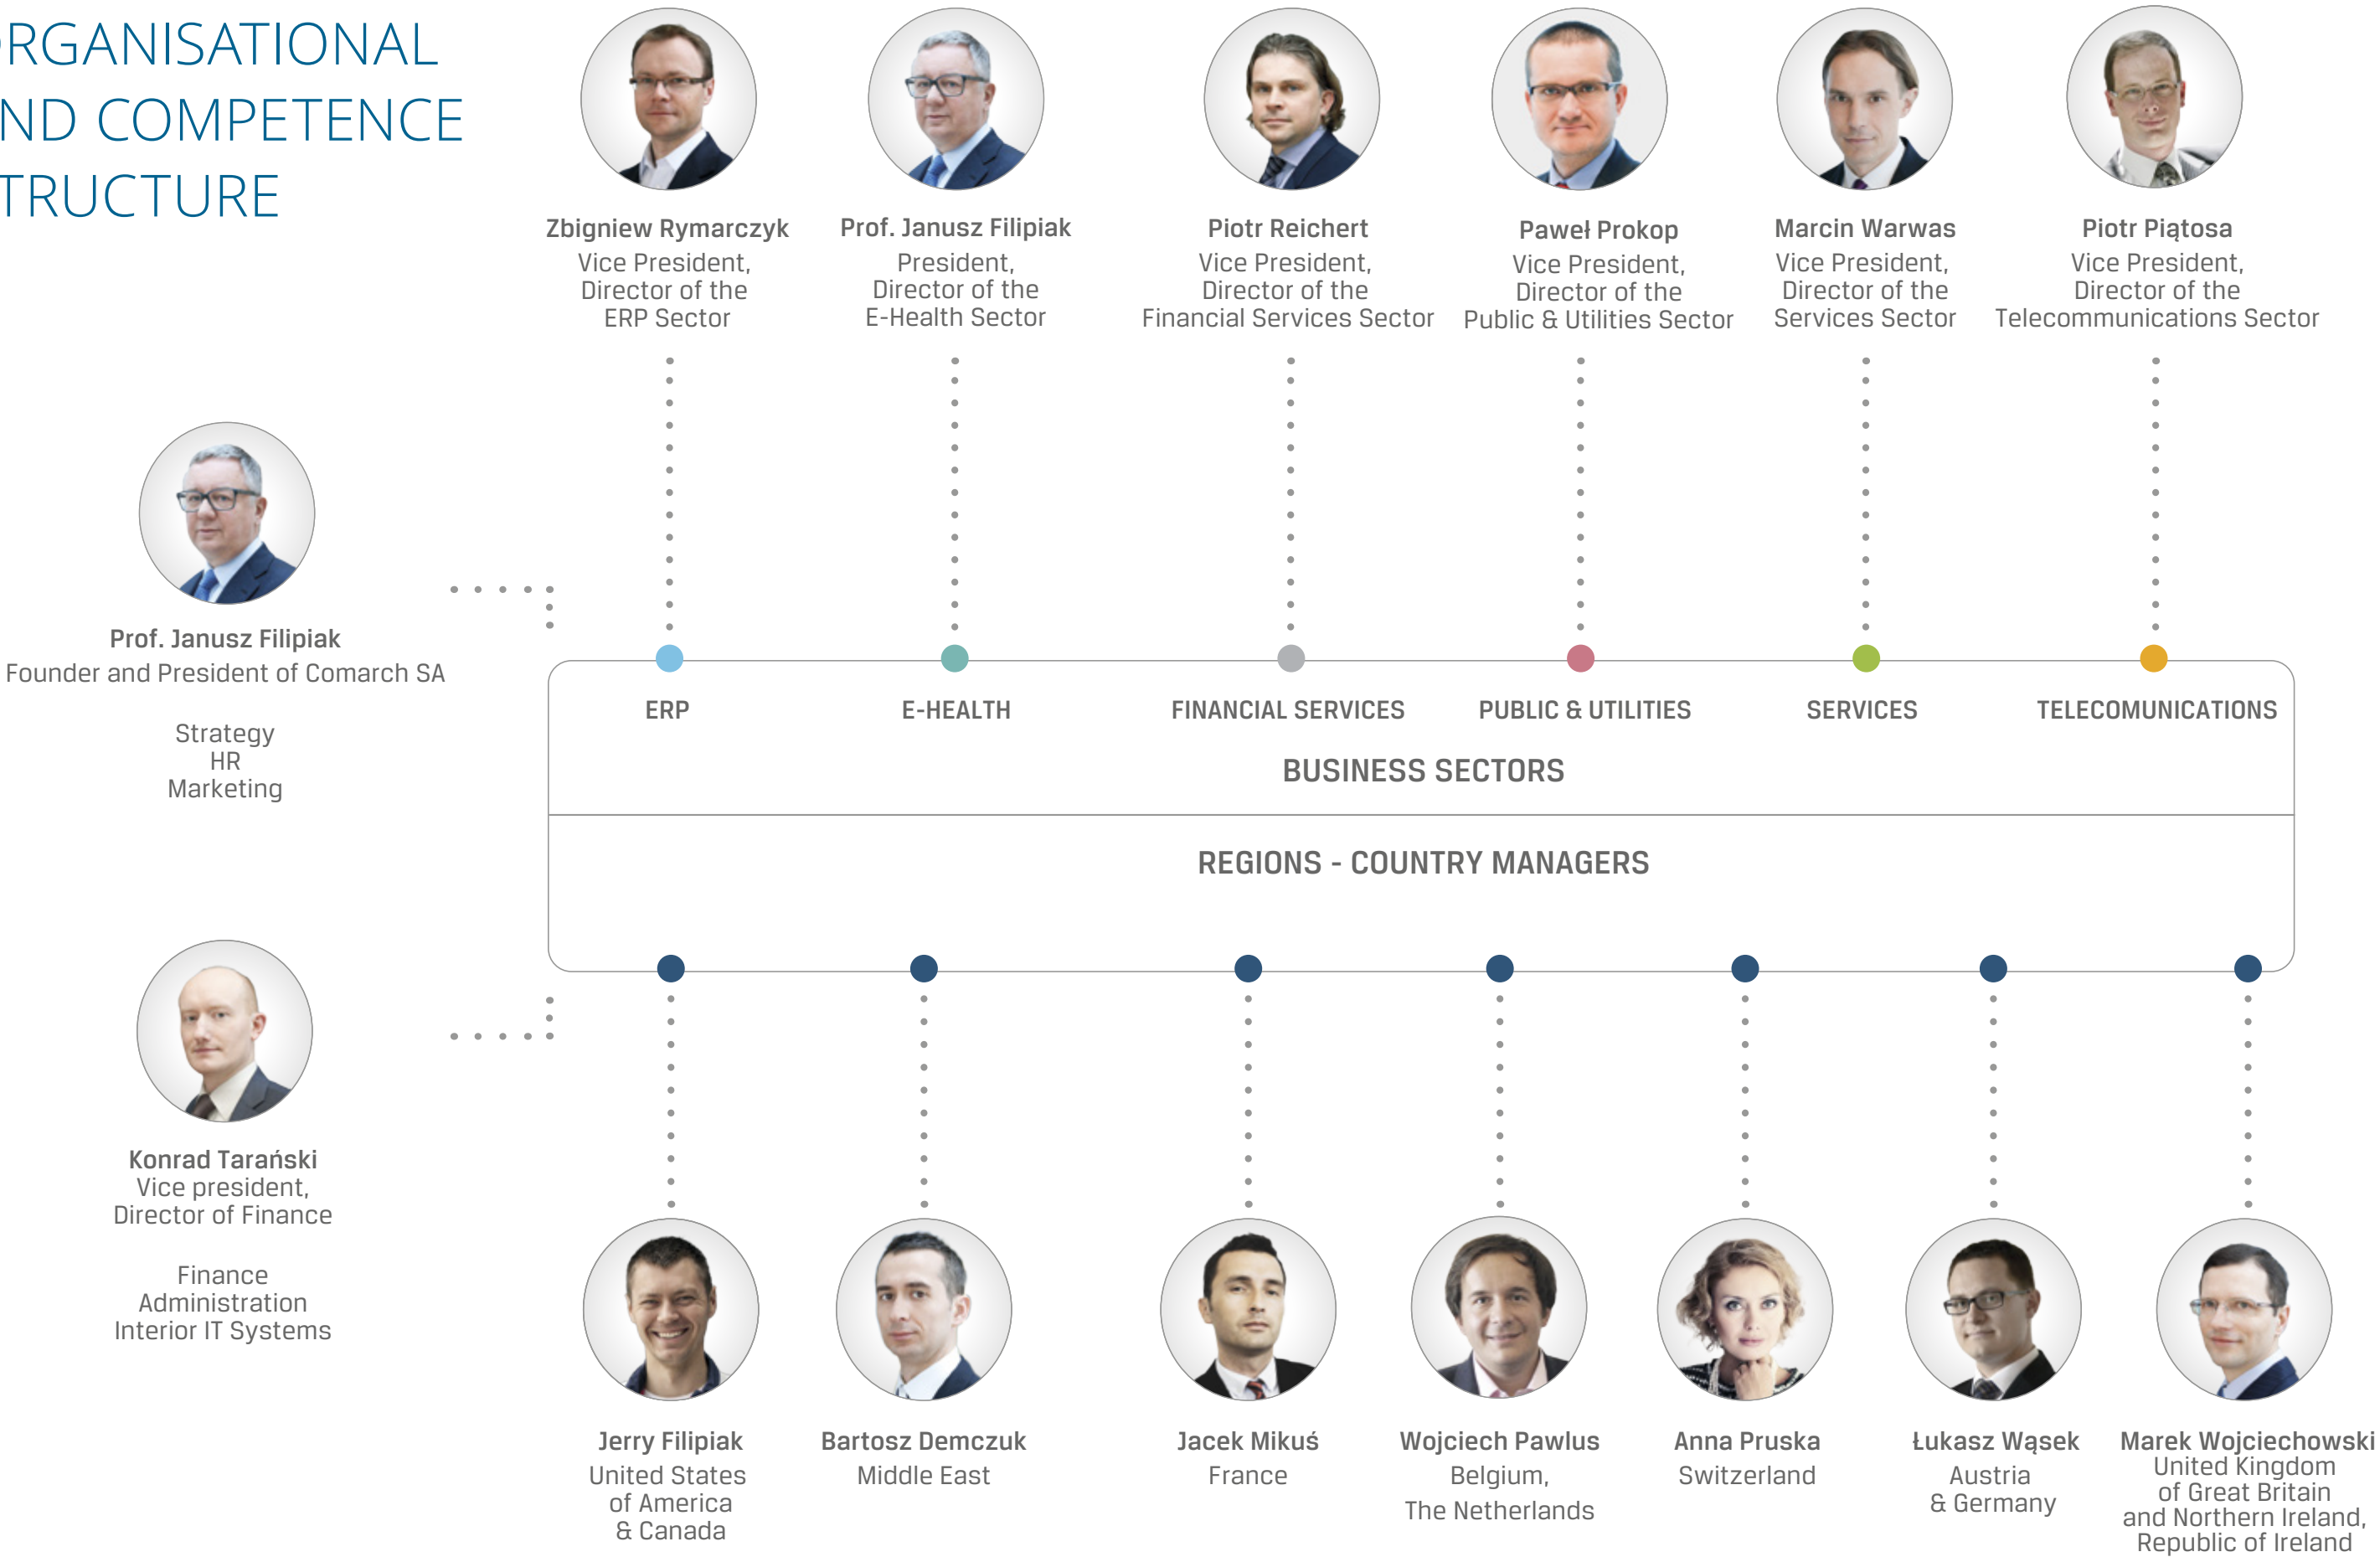 RGANISATIONAL
ND COMPETENCE
TRUCTURE
Zbigniew Rymarczyk
Vice President,
Director of the
ERP Sector
Prof. Janusz Filipiak
President,
Director of the
E-Health Sector
Piotr Reichert
Vice President,
Director of the
Financial Services Sector
Paweł Prokop
Vice President,
Director of the
Public & Utilities Sector
Marcin Warwas
Vice President,
Director of the
Services Sector
Piotr Piątosa
Vice President,
Director of the
Telecommunications Sector
Prof. Janusz Filipiak
Founder and President of Comarch SA
Strategy
HR
Marketing
ERP
E-HEALTH
FINANCIAL SERVICES
PUBLIC & UTILITIES
SERVICES
TELECOMUNICATIONS
BUSINESS SECTORS
REGIONS - COUNTRY MANAGERS
Konrad Tarański
Vice president,
Director of Finance
Finance
Administration
Interior IT Systems
Jerry Filipiak
United States
of America
& Canada
Bartosz Demczuk
Middle East
Jacek Mikuś
France
Wojciech Pawlus
Belgium,
The Netherlands
Anna Pruska
Switzerland
Łukasz Wąsek
Austria
& Germany
Marek Wojciechowski
United Kingdom
of Great Britain
and Northern Ireland,
Republic of Ireland